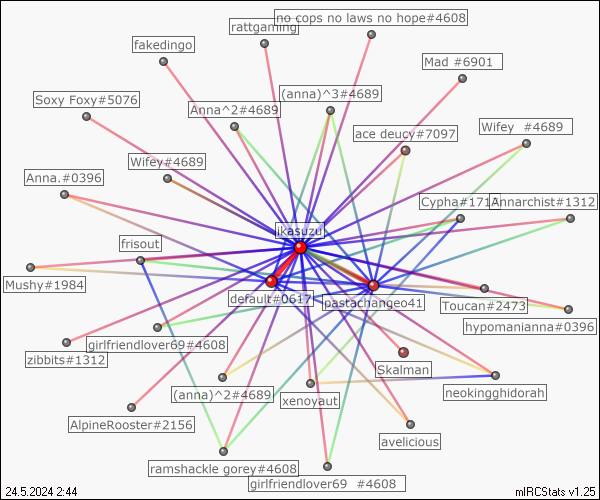 no cops no laws no hope#4608
rattgaming
fakedingo
Mad #6901
(anna)^3#4689
Soxy Foxy#5076
Anna^2#4689
Wifey #4689
ace deucy#7097
Wifey#4689
Anna.#0396
Cypha#171
Annarchist#1312
ikasuzu
frisout
Mushy#1984
default#0617
pastachangeo41
Toucan#2473
hypomanianna#0396
girlfriendlover69#4608
zibbits#1312
Skalman
(anna)^2#4689
xenoyaut
neokingghidorah
AlpineRooster#2156
avelicious
ramshackle gorey#4608
girlfriendlover69 #4608
24.5.2024 2:44
mIRCStats v1.25